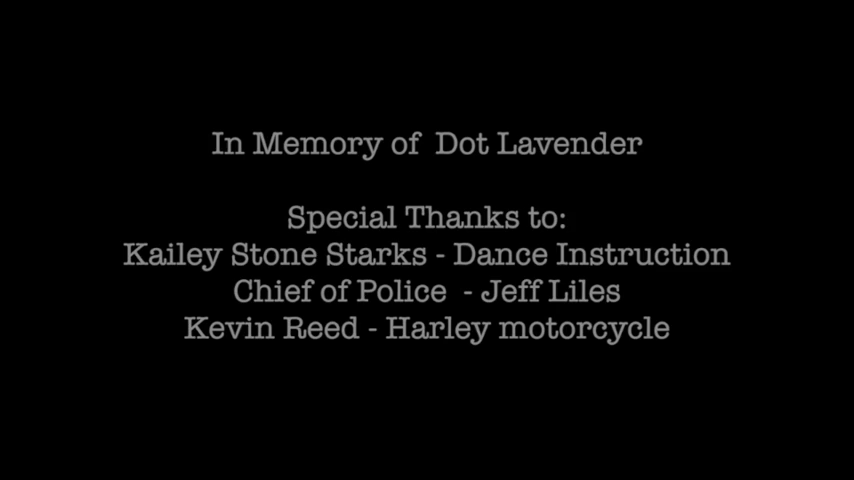 In Memory of  Dot Lavender
Special Thanks to:
Kailey Stone Starks - Dance Instruction
Chief of Police  - Jeff Liles
Kevin Reed - Harley motorcycle